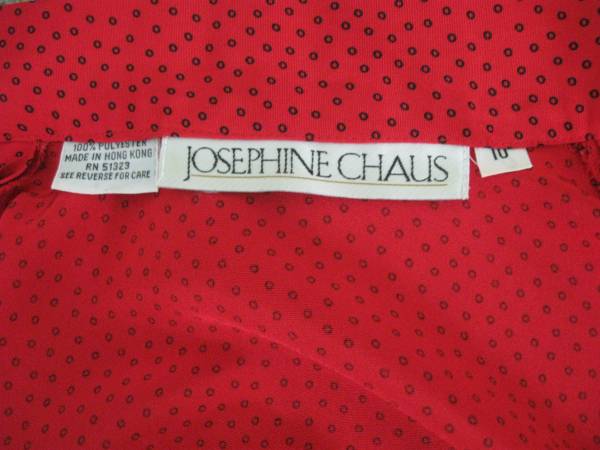 100% POLYESTER
MADE IN HONG KONG
RN 51323
SEE REVERSE FOR CARE
JOSEPHINE CHAUS
10